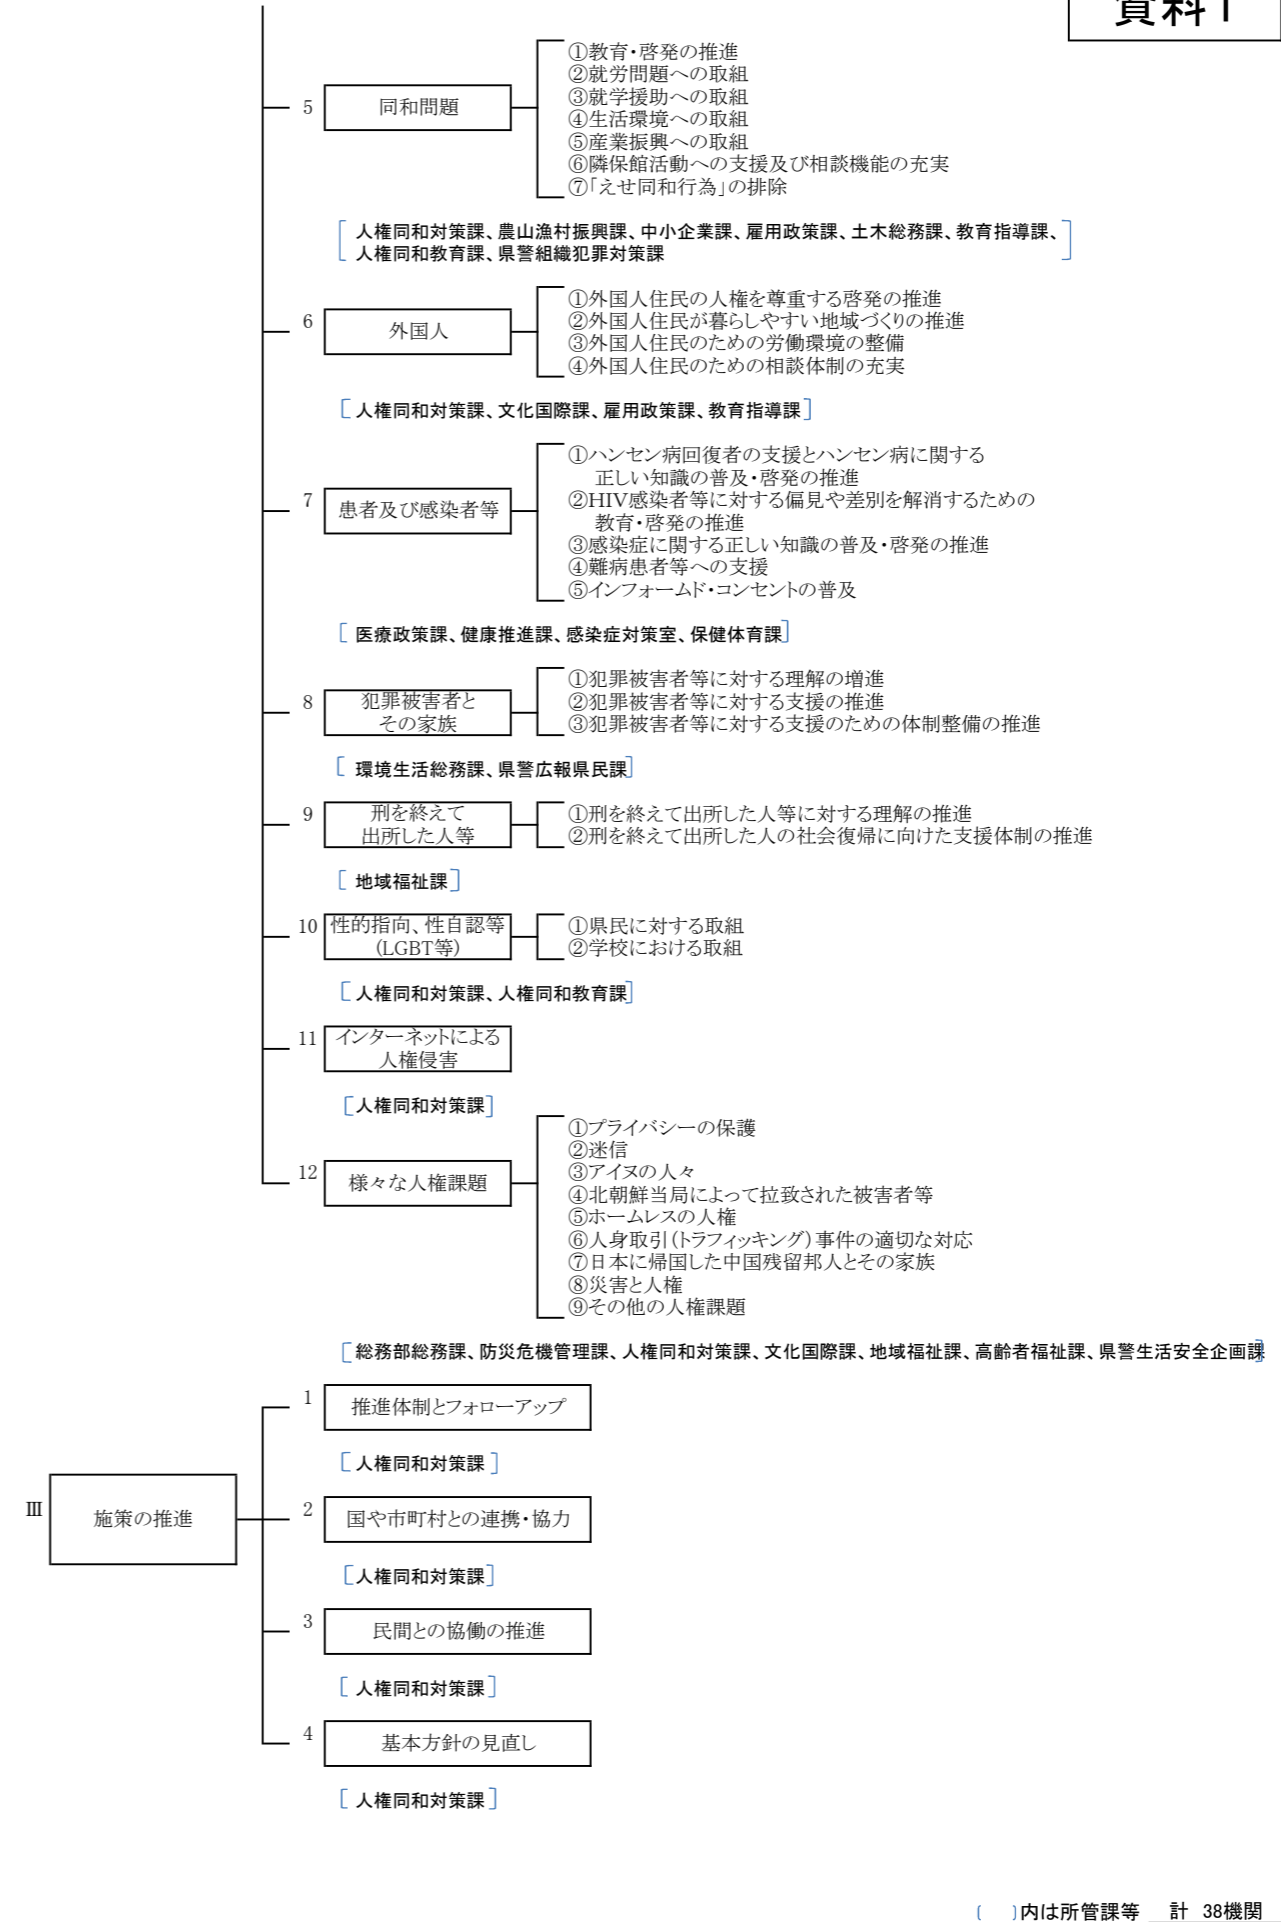 資料1
5 同和問題
①教育・啓発の推進
②就労問題への取組
③就学援助への取組
④生活環境への取組
⑤産業振興への取組
⑥隣保館活動への支援及び相談機能の充実
⑦「えせ同和行為」の排除
[人権同和対策課、農山漁村振興課、中小企業課、雇用政策課、土木総務課、教育指導課、
人権同和教育課、県警組織犯罪対策課]
6 外国人
①外国人住民の人権を尊重する啓発の推進
②外国人住民が暮らしやすい地域づくりの推進
③外国人住民のための労働環境の整備
④外国人住民のための相談体制の充実
[人権同和対策課、文化国際課、雇用政策課、教育指導課]
7 患者及び感染者等
①ハンセン病回復者の支援とハンセン病に関する
正しい知識の普及・啓発の推進
②HIV感染者等に対する偏見や差別を解消するための
教育・啓発の推進
③感染症に関する正しい知識の普及・啓発の推進
④難病患者等への支援
⑤インフォームド・コンセントの普及
[医療政策課、健康推進課、感染症対策室、保健体育課]
8 犯罪被害者と
その家族
①犯罪被害者等に対する理解の増進
②犯罪被害者等に対する支援の推進
③犯罪被害者等に対する支援のための体制整備の推進
[環境生活総務課、県警広報県民課]
9 刑を終えて
出所した人等
①刑を終えて出所した人等に対する理解の推進
②刑を終えて出所した人の社会復帰に向けた支援体制の推進
[地域福祉課]
10 性的指向、性自認等
(LGBT等)
①県民に対する取組
②学校における取組
[人権同和対策課、人権同和教育課]
11 インターネットによる
人権侵害
[人権同和対策課]
12 様々な人権課題
①プライバシーの保護
②迷信
③アイヌの人々
④北朝鮮当局によって拉致された被害者等
⑤ホームレスの人権
⑥人身取引(トラフィッキング)事件の適切な対応
⑦日本に帰国した中国残留邦人とその家族
⑧災害と人権
⑨その他の人権課題
[総務部総務課、防災危機管理課、人権同和対策課、文化国際課、地域福祉課、高齢者福祉課、県警生活安全企画課]
Ⅲ 施策の推進
1 推進体制とフォローアップ
[人権同和対策課]
2 国や市町村との連携・協力
[人権同和対策課]
3 民間との協働の推進
[人権同和対策課]
4 基本方針の見直し
[人権同和対策課]
[ ]内は所管課等 計 38機関